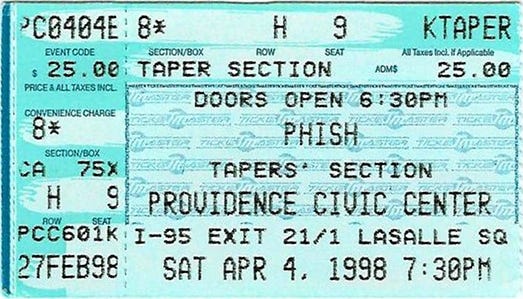 PC0404E 8* H 9 KTAPER
EVENT CODE SECTION/BOX ROW SEAT All Taxes Incl. If Applicable
$ 25.00 TAPER SECTION ADM$ 25.00
PRICE & ALL TAXES INCL.
DOORS OPEN 6:30PM
CONVENIENCE CHARGE
8* PHISH
SECTION/BOX
CA 75X TAPERS' SECTION
H 9 PROVIDENCE CIVIC CENTER
ROW SEAT
PCC601K I-95 EXIT 21/1 LASALLE SQ
27FEB98 SAT APR 4, 1998 7:30PM